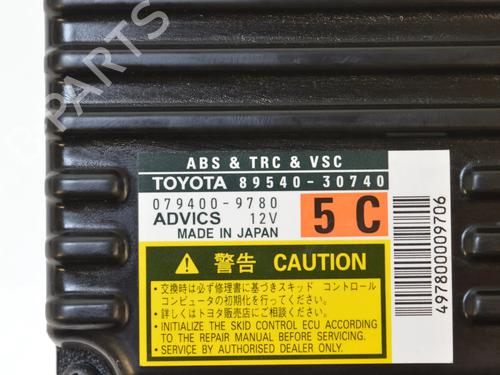 ABS & TRC & VSC
TOYOTA 89540-30740
079400-9780
ADVICS 12V
MADE IN JAPAN
5 C
497800009706
警告 CAUTION
・交換時は必ず修理書に基づきスキッド コントロール
コンピュータの初期化を行ってください。
・詳しくはトヨタ販売店にご相談ください。
・INITIALIZE THE SKID CONTROL ECU ACCORDING
TO THE REPAIR MANUAL BEFORE SERVICING.
・SERVICE BY AUTHORISED DEALER ONLY.